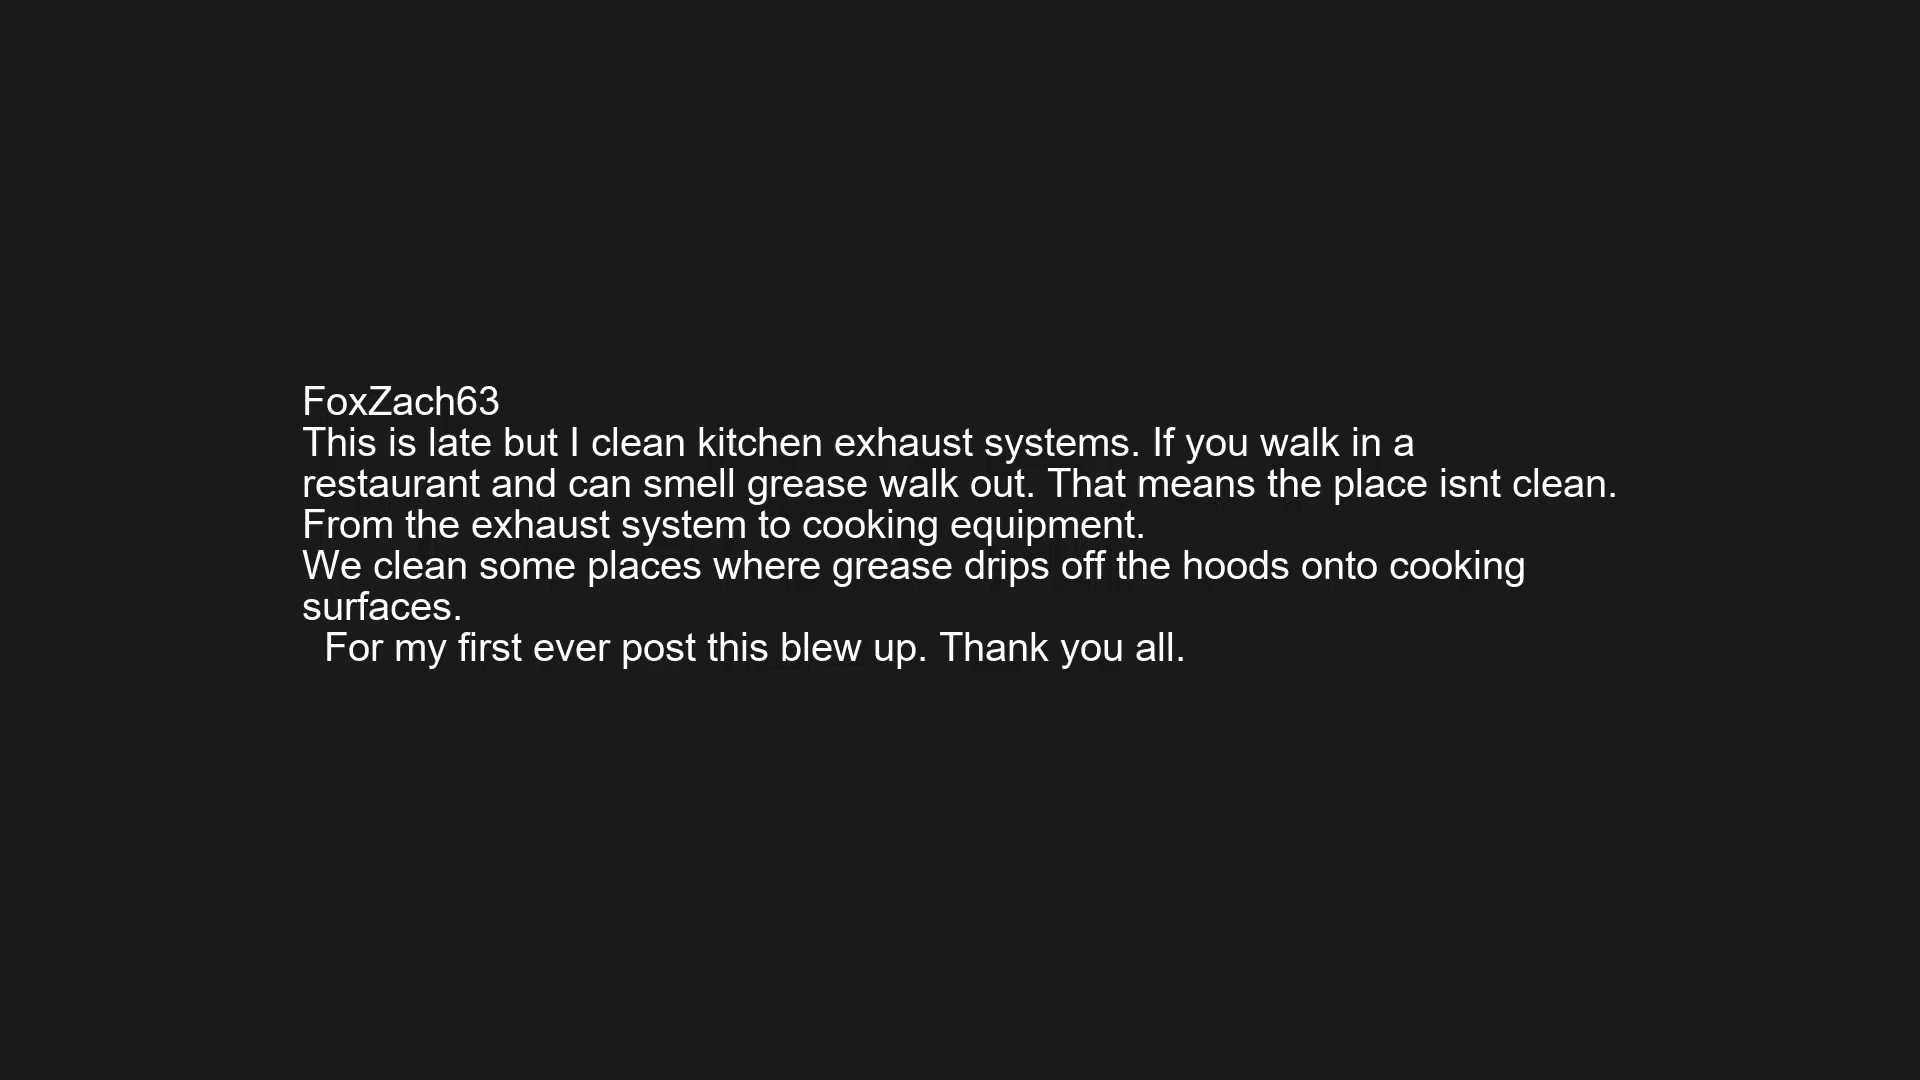 FoxZach63
This is late but I clean kitchen exhaust systems. If you walk in a
restaurant and can smell grease walk out. That means the place isnt clean.
From the exhaust system to cooking equipment.
We clean some places where grease drips off the hoods onto cooking
surfaces.
For my first ever post this blew up. Thank you all.